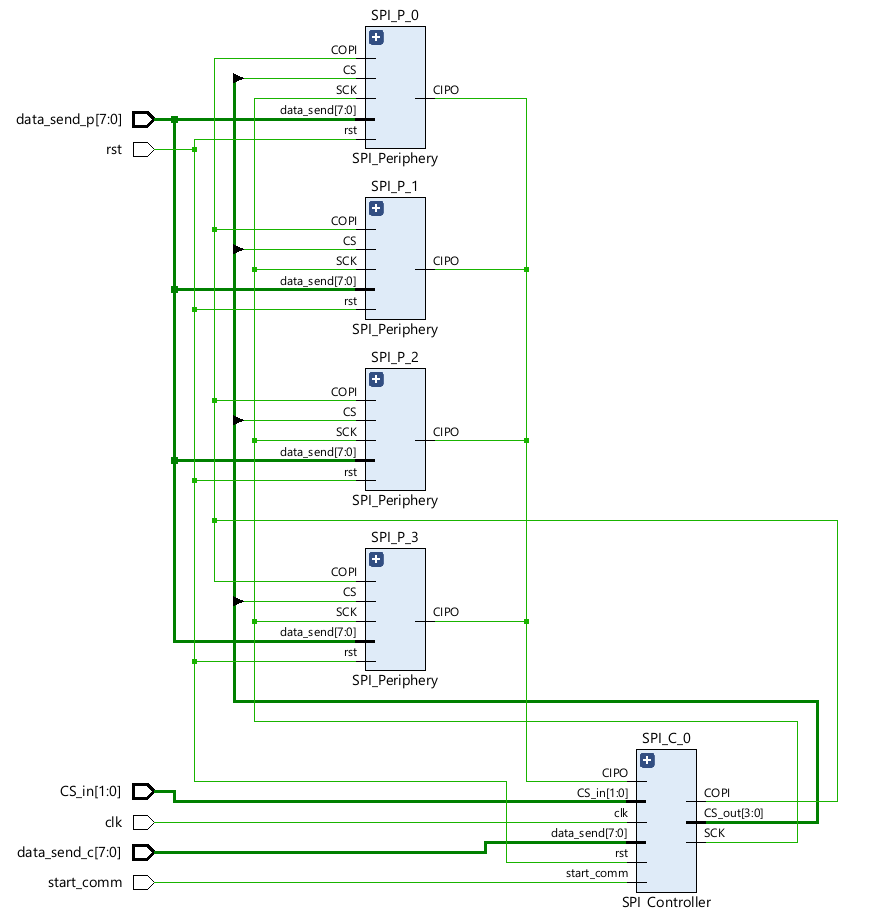 SPI_P_0
COPI
CS
SCK
CIPO
data_send_p[7:0]
data_send[7:0]
rst
rst
SPI_Periphery
SPI_P_1
COPI
CS
SCK
CIPO
data_send[7:0]
rst
SPI_Periphery
SPI_P_2
COPI
CS
SCK
CIPO
data_send[7:0]
rst
SPI_Periphery
SPI_P_3
COPI
CS
SCK
CIPO
data_send[7:0]
rst
SPI_Periphery
SPI_C_0
CIPO
CS_in[1:0]
CS_in[1:0]
COPI
clk
clk
CS_out[3:0]
data_send_c[7:0]
data_send[7:0]
SCK
rst
start_comm
start_comm
SPI_Controller